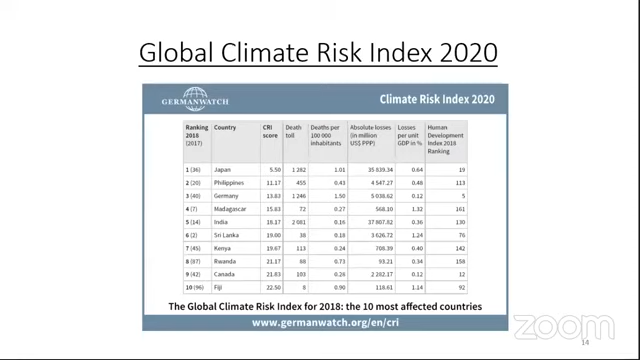 Global Climate Risk Index 2020
GERMANWATCH
Climate Risk Index 2020
Ranking 2018 (2017) Country CRI score Death toll Deaths per 100 000 inhabitants Absolute losses (in million US$ PPP) Losses per unit GDP in % Human Development Index 2018 Ranking
1 (36) Japan 5.50 1 282 1.01 35 839.34 0.64 19
2 (20) Philippines 11.17 455 0.43 4 547.27 0.48 113
3 (40) Germany 13.83 1 246 1.50 5 038.62 0.12 5
4 (7) Madagascar 15.83 72 0.27 568.10 1.32 161
5 (14) India 18.17 2 081 0.16 37 807.82 0.36 130
6 (2) Sri Lanka 19.00 38 0.18 3 626.72 1.24 76
7 (45) Kenya 19.67 113 0.24 708.39 0.40 142
8 (87) Rwanda 21.17 88 0.73 93.21 0.34 158
9 (42) Canada 21.83 103 0.28 2 282.17 0.12 12
10 (96) Fiji 22.50 8 0.90 118.61 1.14 92
The Global Climate Risk Index for 2018: the 10 most affected countries
www.germanwatch.org/en/cri
zoom
14